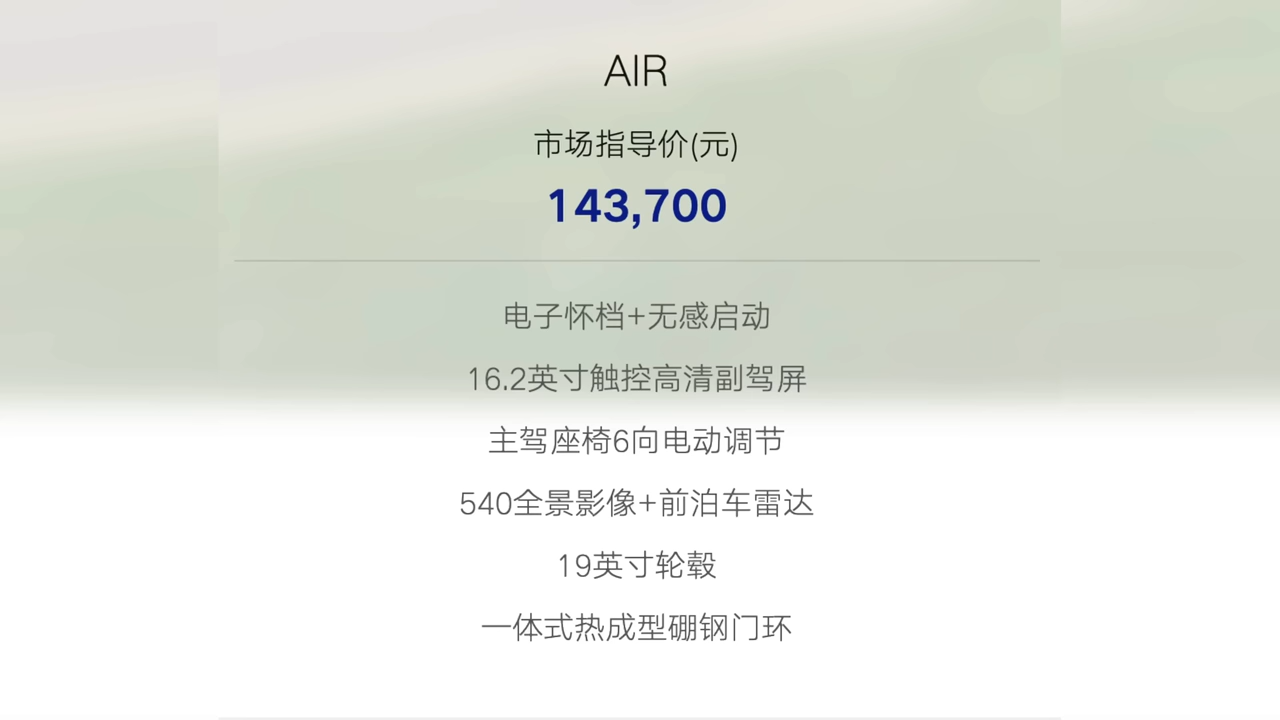 AIR
市场指导价(元)
143,700
电子怀档+无感启动
16.2英寸触控高清副驾屏
主驾座椅6向电动调节
540全景影像+前泊车雷达
19英寸轮毂
一体式热成型硼钢门环